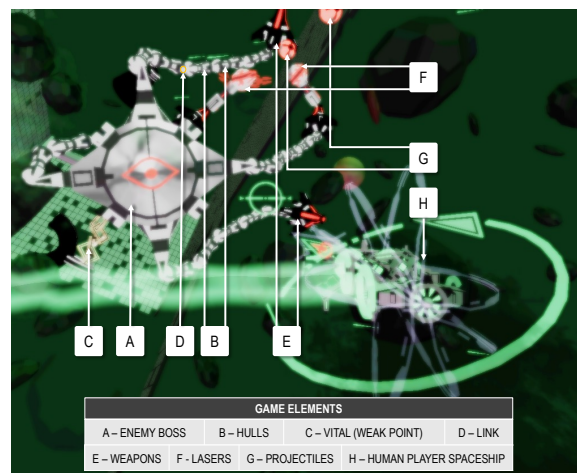 F
G
H
C
A
D
B
E
GAME ELEMENTS
A – ENEMY BOSS B – HULLS C – VITAL (WEAK POINT) D – LINK
E – WEAPONS F - LASERS G – PROJECTILES H – HUMAN PLAYER SPACESHIP